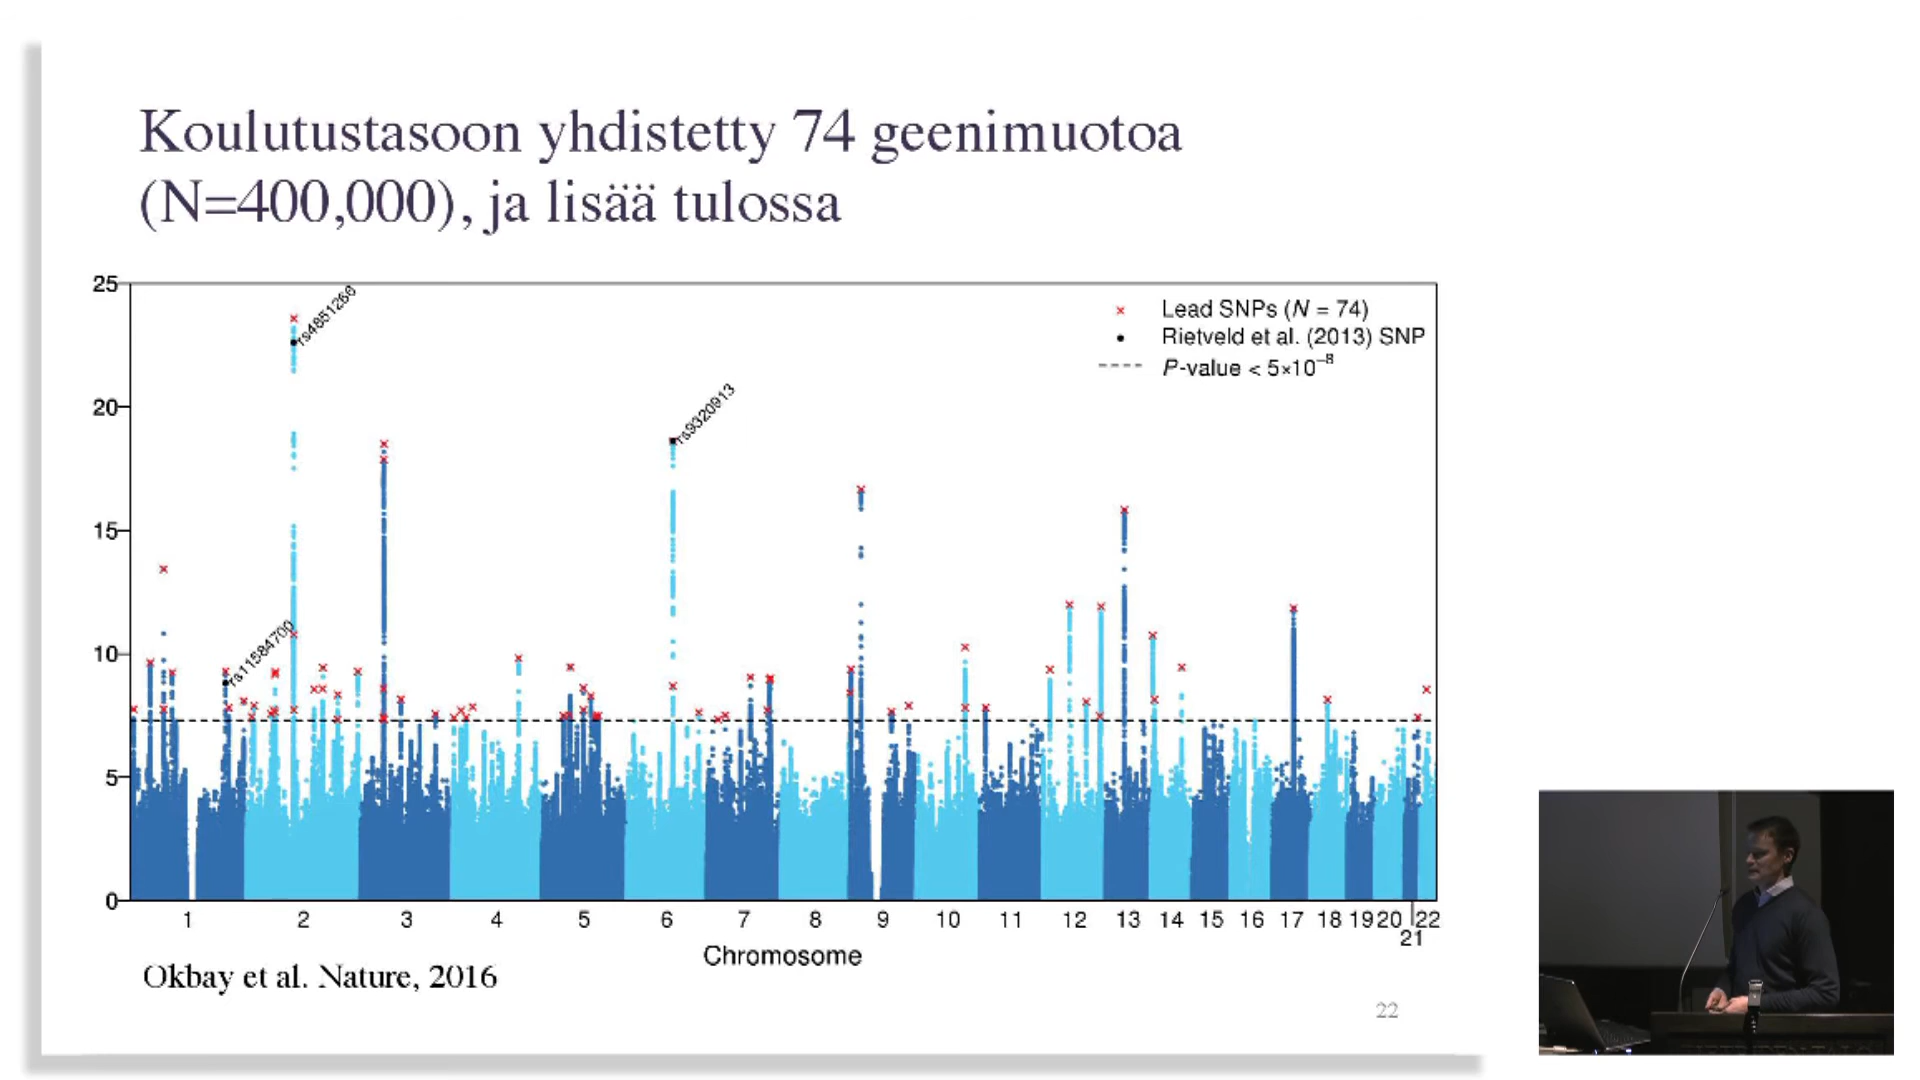 Koulutustasoon yhdistetty 74 geenimuotoa
(N=400,000), ja lisää tulossa
25
20
15
10
5
0
rs4851266
rs11584700
rs9320913
Lead SNPs (N = 74)
Rietveld et al. (2013) SNP
P-value < 5×10⁻⁸
1 2 3 4 5 6 7 8 9 10 11 12 13 14 15 16 17 18 19 20 22
21
Chromosome
Okbay et al. Nature, 2016
22